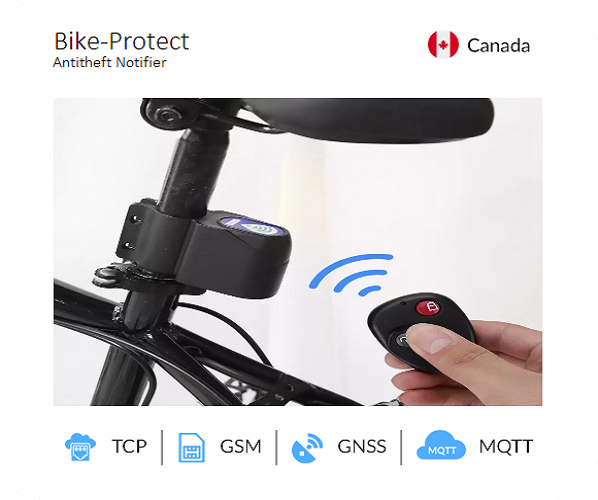 Bike-Protect
Antitheft Notifier
Canada
TCP
GSM
GNSS
MQTT
MQTT